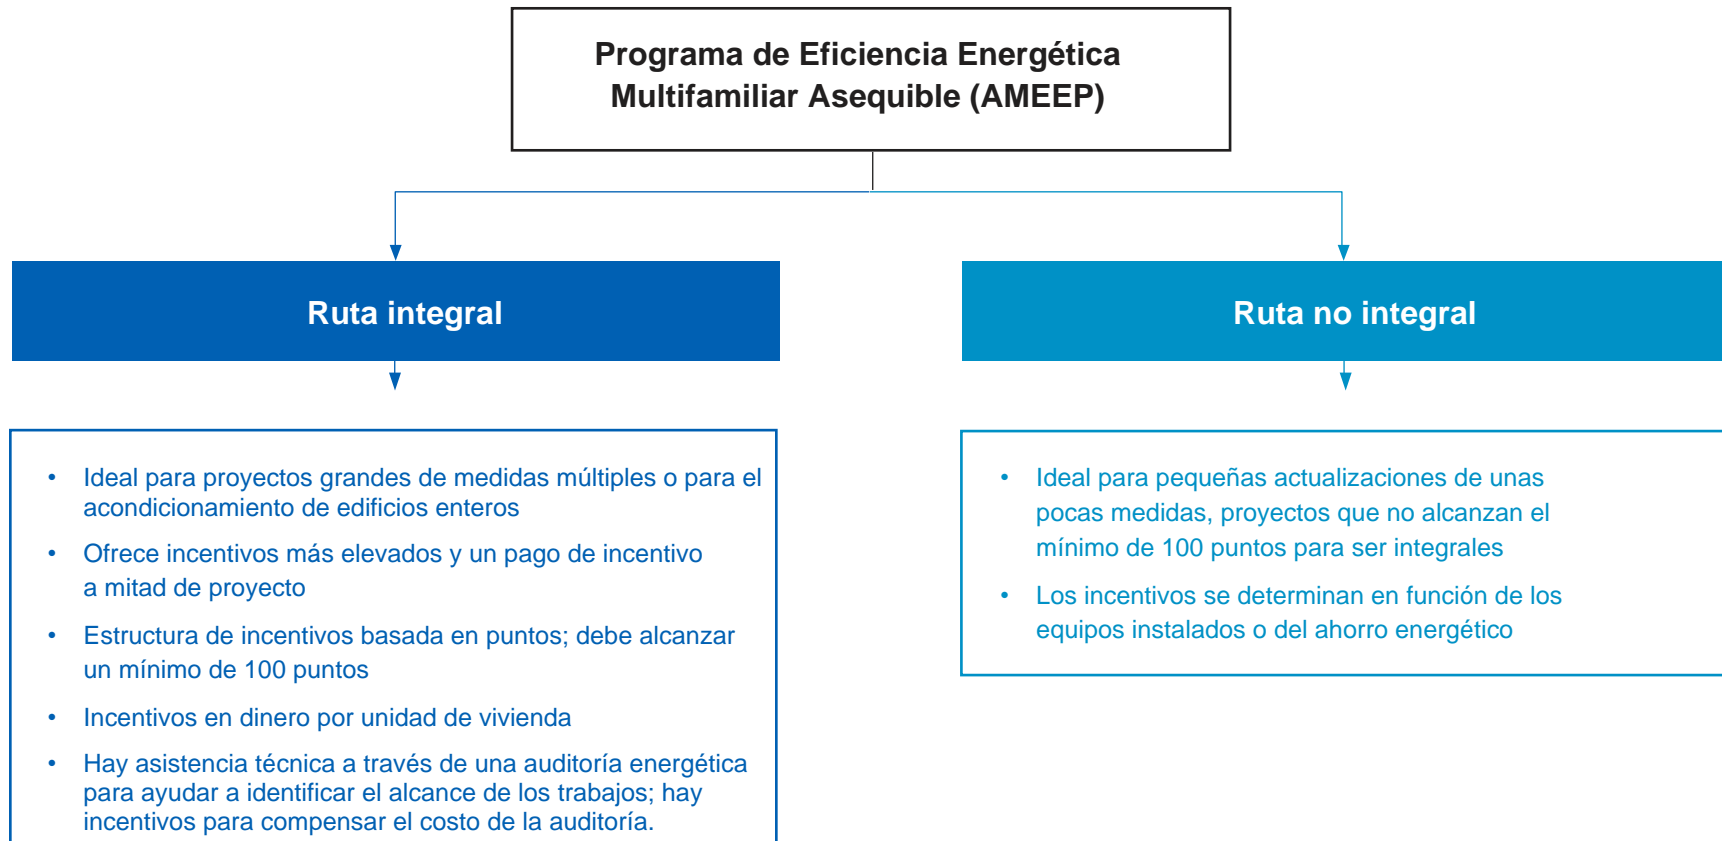 Programa de Eficiencia Energética
Multifamiliar Asequible (AMEEP)
Ruta integral
Ruta no integral
• Ideal para proyectos grandes de medidas múltiples o para el
acondicionamiento de edificios enteros
• Ofrece incentivos más elevados y un pago de incentivo
a mitad de proyecto
• Estructura de incentivos basada en puntos; debe alcanzar
un mínimo de 100 puntos
• Incentivos en dinero por unidad de vivienda
• Hay asistencia técnica a través de una auditoría energética
para ayudar a identificar el alcance de los trabajos; hay
incentivos para compensar el costo de la auditoría.
• Ideal para pequeñas actualizaciones de unas
pocas medidas, proyectos que no alcanzan el
mínimo de 100 puntos para ser integrales
• Los incentivos se determinan en función de los
equipos instalados o del ahorro energético